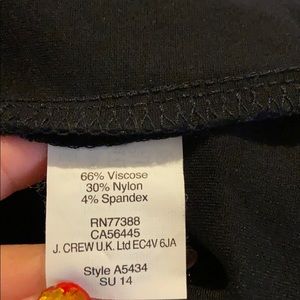 66% Viscose
30% Nylon
4% Spandex
RN77388
CA56445
J. CREW U.K. Ltd EC4V 6JA
Style A5434
SU 14